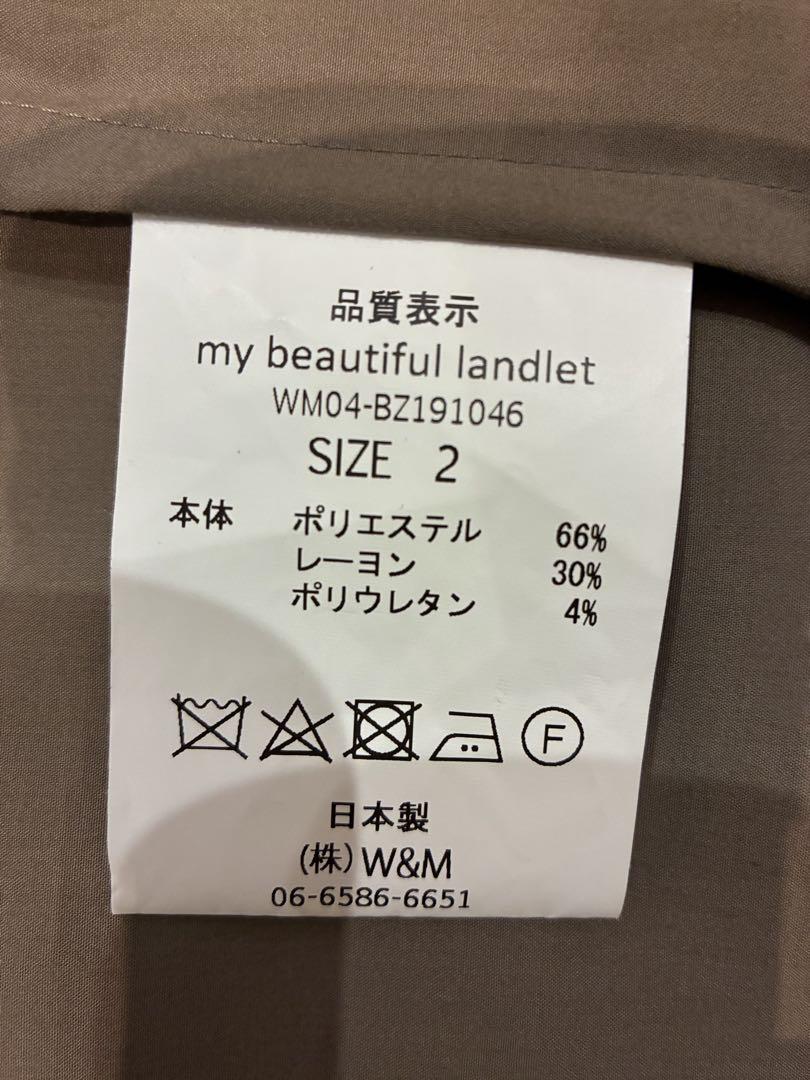 品質表示
my beautiful landlet
WM04-BZ191046
SIZE 2
本体 ポリエステル 66%
レーヨン 30%
ポリウレタン 4%
F
日本製
(株)W&M
06-6586-6651